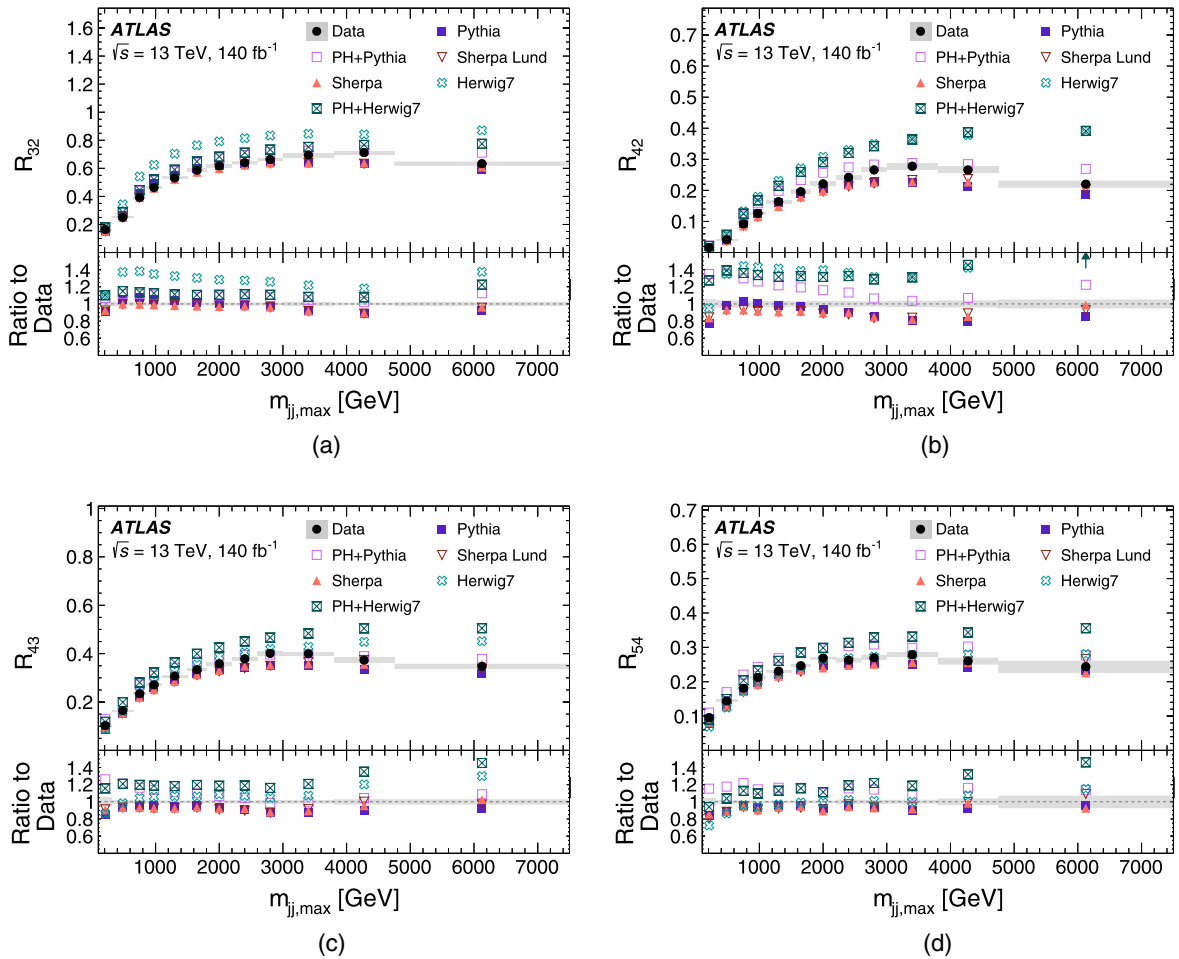 ATLAS
√s = 13 TeV, 140 fb⁻¹
Data
Pythia
PH+Pythia
Sherpa Lund
Sherpa
Herwig7
PH+Herwig7
R₃₂
1.6
1.4
1.2
1
0.8
0.6
0.4
0.2
Ratio to
Data
1.4
1.2
1
0.8
0.6
1000 2000 3000 4000 5000 6000 7000
m_jj,max [GeV]
(a)
ATLAS
√s = 13 TeV, 140 fb⁻¹
Data
Pythia
PH+Pythia
Sherpa Lund
Sherpa
Herwig7
PH+Herwig7
R₄₂
0.7
0.6
0.5
0.4
0.3
0.2
0.1
Ratio to
Data
1.4
1.2
1
0.8
0.6
1000 2000 3000 4000 5000 6000 7000
m_jj,max [GeV]
(b)
ATLAS
√s = 13 TeV, 140 fb⁻¹
Data
Pythia
PH+Pythia
Sherpa Lund
Sherpa
Herwig7
PH+Herwig7
R₄₃
1
0.8
0.6
0.4
0.2
0
Ratio to
Data
1.4
1.2
1
0.8
0.6
1000 2000 3000 4000 5000 6000 7000
m_jj,max [GeV]
(c)
ATLAS
√s = 13 TeV, 140 fb⁻¹
Data
Pythia
PH+Pythia
Sherpa Lund
Sherpa
Herwig7
PH+Herwig7
R₅₄
0.7
0.6
0.5
0.4
0.3
0.2
0.1
Ratio to
Data
1.4
1.2
1
0.8
0.6
1000 2000 3000 4000 5000 6000 7000
m_jj,max [GeV]
(d)